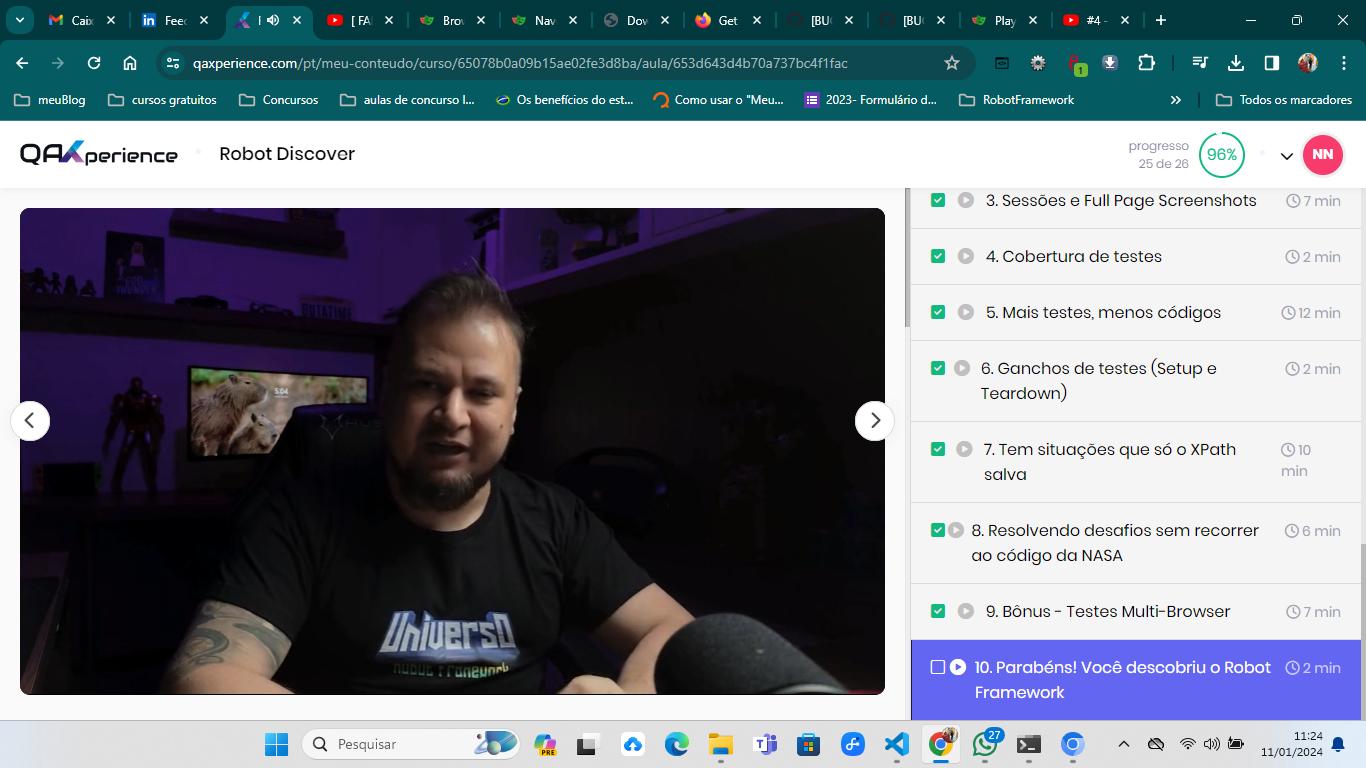 Caix
Feec
[ FA
Brov
Nav
Dov
Get
[BU
[BU
Play
#4 -
qaxperience.com/pt/meu-conteudo/curso/65078b0a09b15ae02fe3d8ba/aula/653d643d4b70a737bc4f1fac
1
meuBlog
cursos gratuitos
Concursos
aulas de concurso I...
Os benefícios do est...
Como usar o "Meu...
2023- Formulário d...
RobotFramework
Todos os marcadores
QAXperience
Robot Discover
progresso
25 de 26
96%
NN
3. Sessões e Full Page Screenshots
7 min
4. Cobertura de testes
2 min
5. Mais testes, menos códigos
12 min
6. Ganchos de testes (Setup e
Teardown)
2 min
7. Tem situações que só o XPath
salva
10
min
8. Resolvendo desafios sem recorrer
ao código da NASA
6 min
9. Bônus - Testes Multi-Browser
7 min
10. Parabéns! Você descobriu o Robot
Framework
2 min
OUTATIME
5:04
UniversO
robot framework
Pesquisar
PRE
27
11:24
11/01/2024